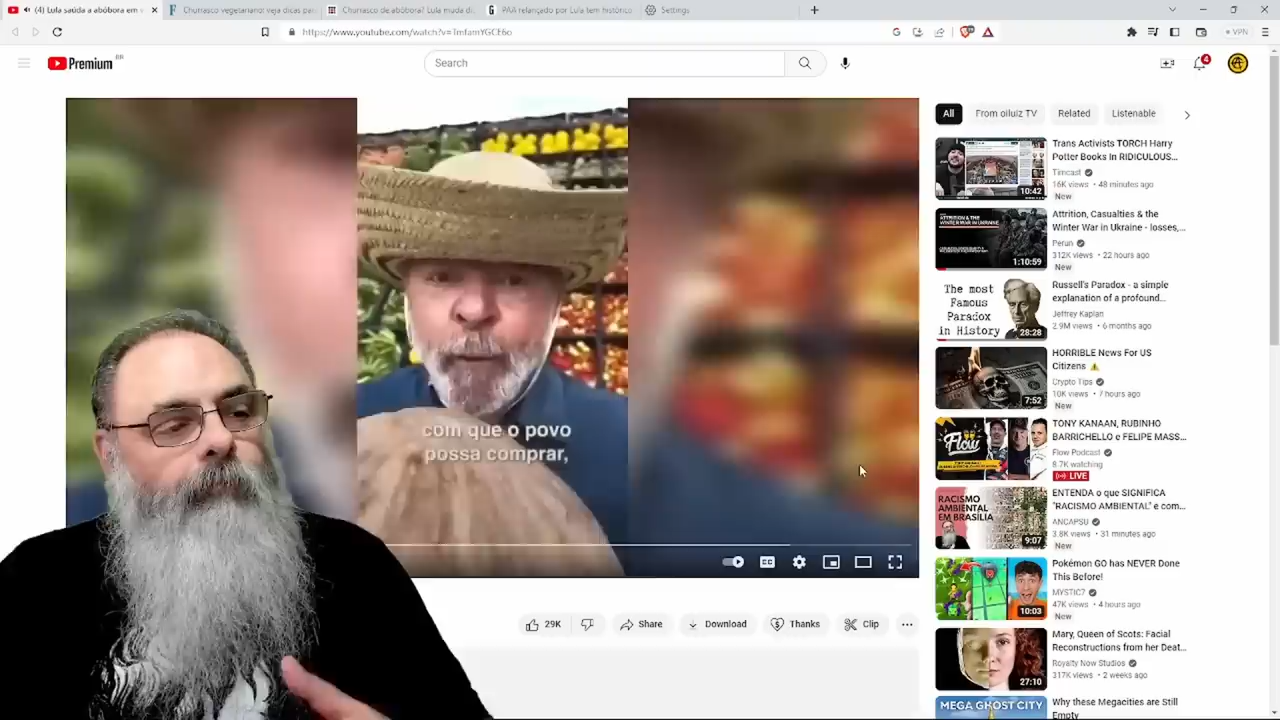 (4) Lula saúda a abóbora em v
Churrasco vegetariano: veja dicas par
Churrasco de abóbora? Lula muda di
PAA relançado por Lula tem histórico
Settings
Premium
BR
Search
4
com que o povo
possa comprar,
29K
Share
Download
Thanks
Clip
All
From oiluiz TV
Related
Listenable
Trans Activists TORCH Harry
Potter Books In RIDICULOUS...
Timcast
16K views • 48 minutes ago
New
10:42
Attrition, Casualties & the
Winter War in Ukraine - losses,...
Perun
312K views • 22 hours ago
New
1:10:59
The most
Famous
Paradox
in History
28:28
Russell's Paradox - a simple
explanation of a profound...
Jeffrey Kaplan
2.9M views • 6 months ago
7:52
HORRIBLE News For US
Citizens ⚠
Crypto Tips
10K views • 7 hours ago
New
Flow
TONY KANAAN, RUBINHO
BARRICHELLO e FELIPE MASS...
Flow Podcast
8.7K watching
LIVE
RACISMO
AMBIENTAL
EM BRASÍLIA
9:07
ENTENDA o que SIGNIFICA
"RACISMO AMBIENTAL" e com...
ANCAPSU
3.8K views • 31 minutes ago
New
10:03
Pokémon GO has NEVER Done
This Before!
MYSTIC7
47K views • 4 hours ago
New
27:10
Mary, Queen of Scots: Facial
Reconstructions from her Deat...
Royalty Now Studios
317K views • 2 weeks ago
MEGA GHOST CITY
Why these Megacities are Still
Empty
VPN